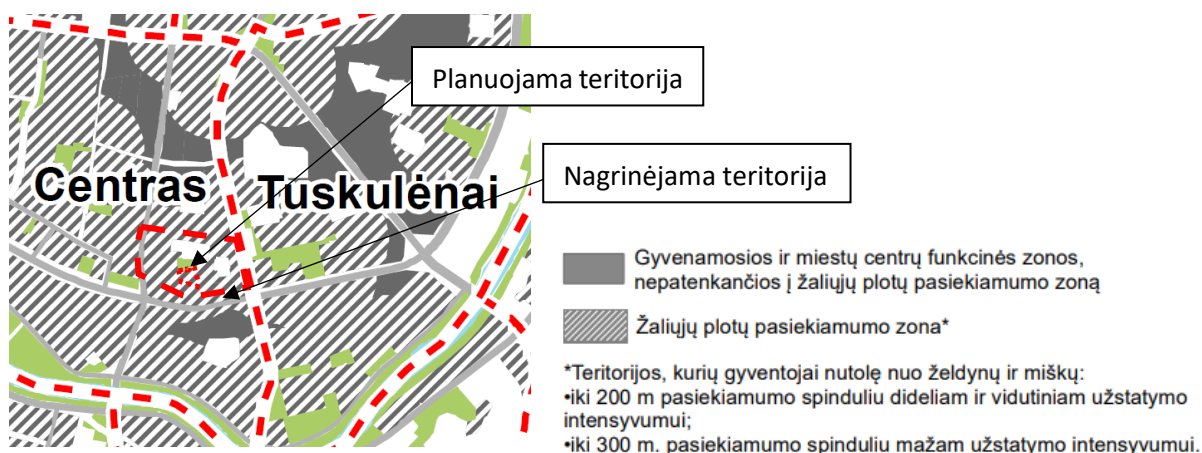 Planuojama teritorija
Nagrinėjama teritorija
Centras
Tuskulėnai
Gyvenamosios ir miestų centrų funkcinės zonos,
nepatenkančios į žaliųjų plotų pasiekiamumo zoną
Žaliųjų plotų pasiekiamumo zona*
*Teritorijos, kurių gyventojai nutolę nuo želdynų ir miškų:
•iki 200 m pasiekiamumo spinduliu dideliam ir vidutiniam užstatymo
intensyvumui;
•iki 300 m. pasiekiamumo spinduliu mažam užstatymo intensyvumui.